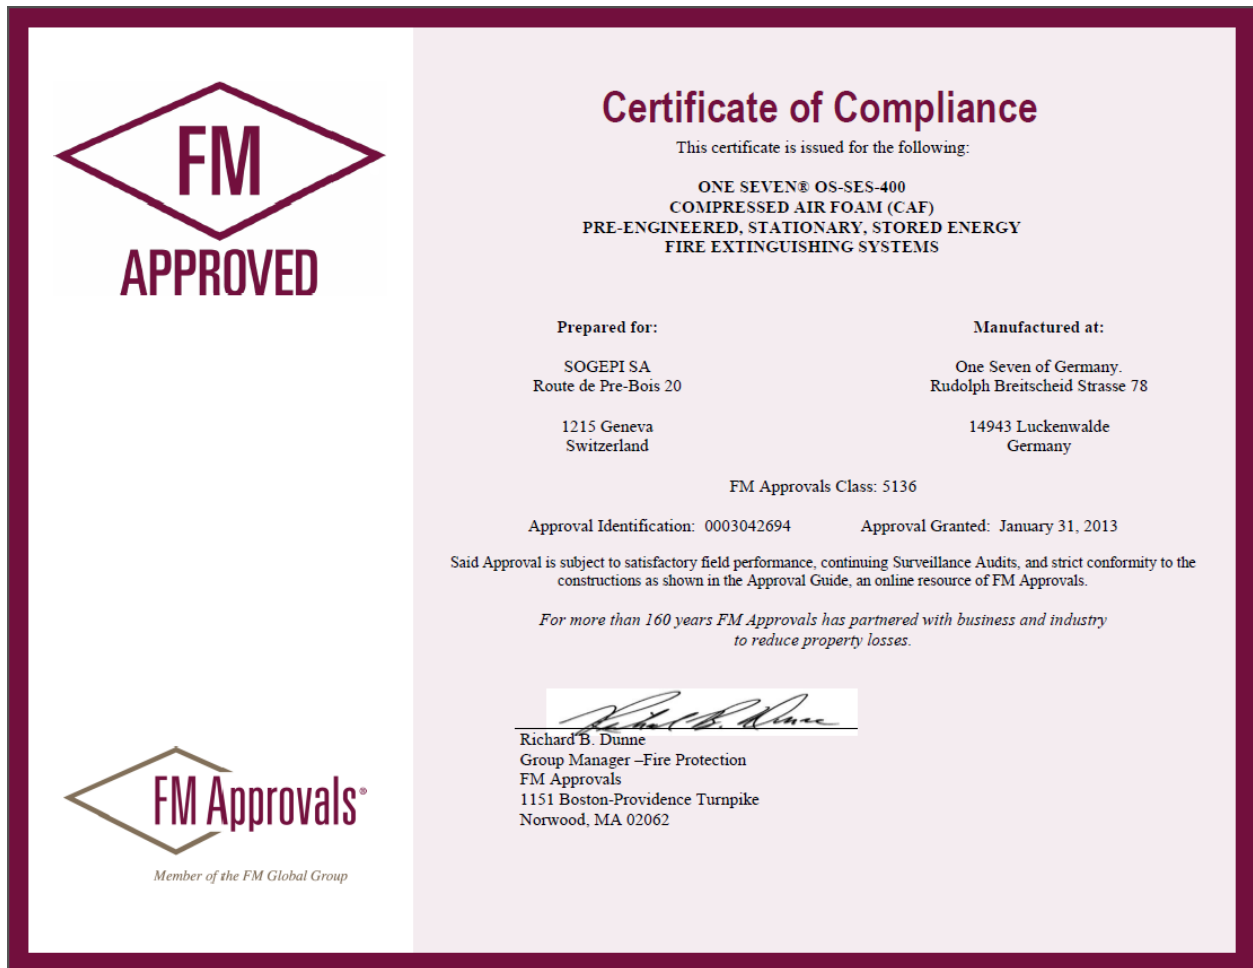 FM
APPROVED
Certificate of Compliance
This certificate is issued for the following:
ONE SEVEN® OS-SES-400
COMPRESSED AIR FOAM (CAF)
PRE-ENGINEERED, STATIONARY, STORED ENERGY
FIRE EXTINGUISHING SYSTEMS
Prepared for:
SOGEPI SA
Route de Pre-Bois 20
1215 Geneva
Switzerland
Manufactured at:
One Seven of Germany.
Rudolph Breitscheid Strasse 78
14943 Luckenwalde
Germany
FM Approvals Class: 5136
Approval Identification: 0003042694 Approval Granted: January 31, 2013
Said Approval is subject to satisfactory field performance, continuing Surveillance Audits, and strict conformity to the
constructions as shown in the Approval Guide, an online resource of FM Approvals.
For more than 160 years FM Approvals has partnered with business and industry
to reduce property losses.
Richard B. Dunne
Richard B. Dunne
Group Manager –Fire Protection
FM Approvals
1151 Boston-Providence Turnpike
Norwood, MA 02062
FM Approvals®
Member of the FM Global Group